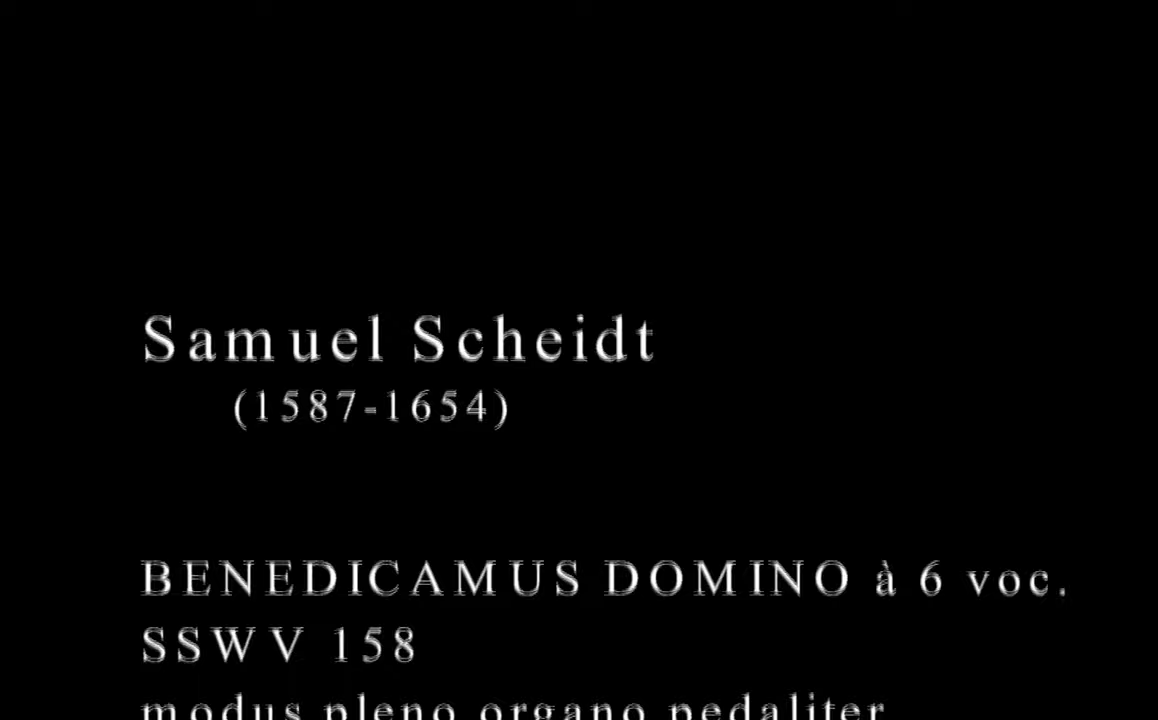 Samuel Scheidt
(1587-1654)
BENEDICAMUS DOMINO à 6 voc.
SSWV 158
modus pleno organo pedaliter